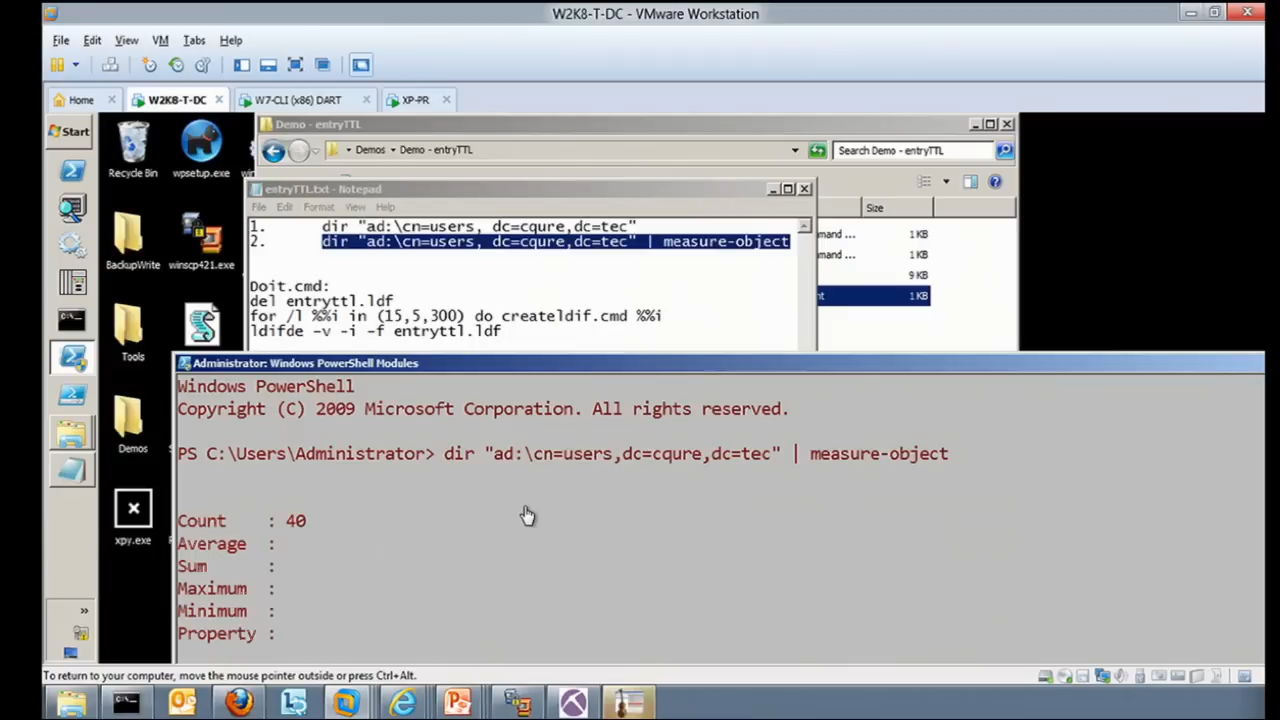 W2K8-T-DC - VMware Workstation
File Edit View VM Tabs Help
Home W2K8-T-DC W7-CLI (x86) DART XP-PR
Start
Demo - entryTTL
Recycle Bin
wpsetup.exe
Demos Demo - entryTTL
Search Demo - entryTTL
entryTTL.txt - Notepad
File Edit Format View Help
Size
1. dir "ad:\cn=users, dc=cqure,dc=tec"
mmand ... 1 KB
2. dir "ad:\cn=users, dc=cqure,dc=tec" | measure-object
mmand ... 1 KB
BackupWrite
winscp421.exe
9 KB
Doit.cmd:
1 KB
del entryttl.ldf
for /l %%i in (15,5,300) do createldif.cmd %%i
ldifde -v -i -f entryttl.ldf
Tools
Administrator: Windows PowerShell Modules
Windows PowerShell
Copyright (C) 2009 Microsoft Corporation. All rights reserved.
Demos
PS C:\Users\Administrator> dir "ad:\cn=users,dc=cqure,dc=tec" | measure-object
xpy.exe
Count : 40
Average :
Sum :
Maximum :
Minimum :
Property :
To return to your computer, move the mouse pointer outside or press Ctrl+Alt.